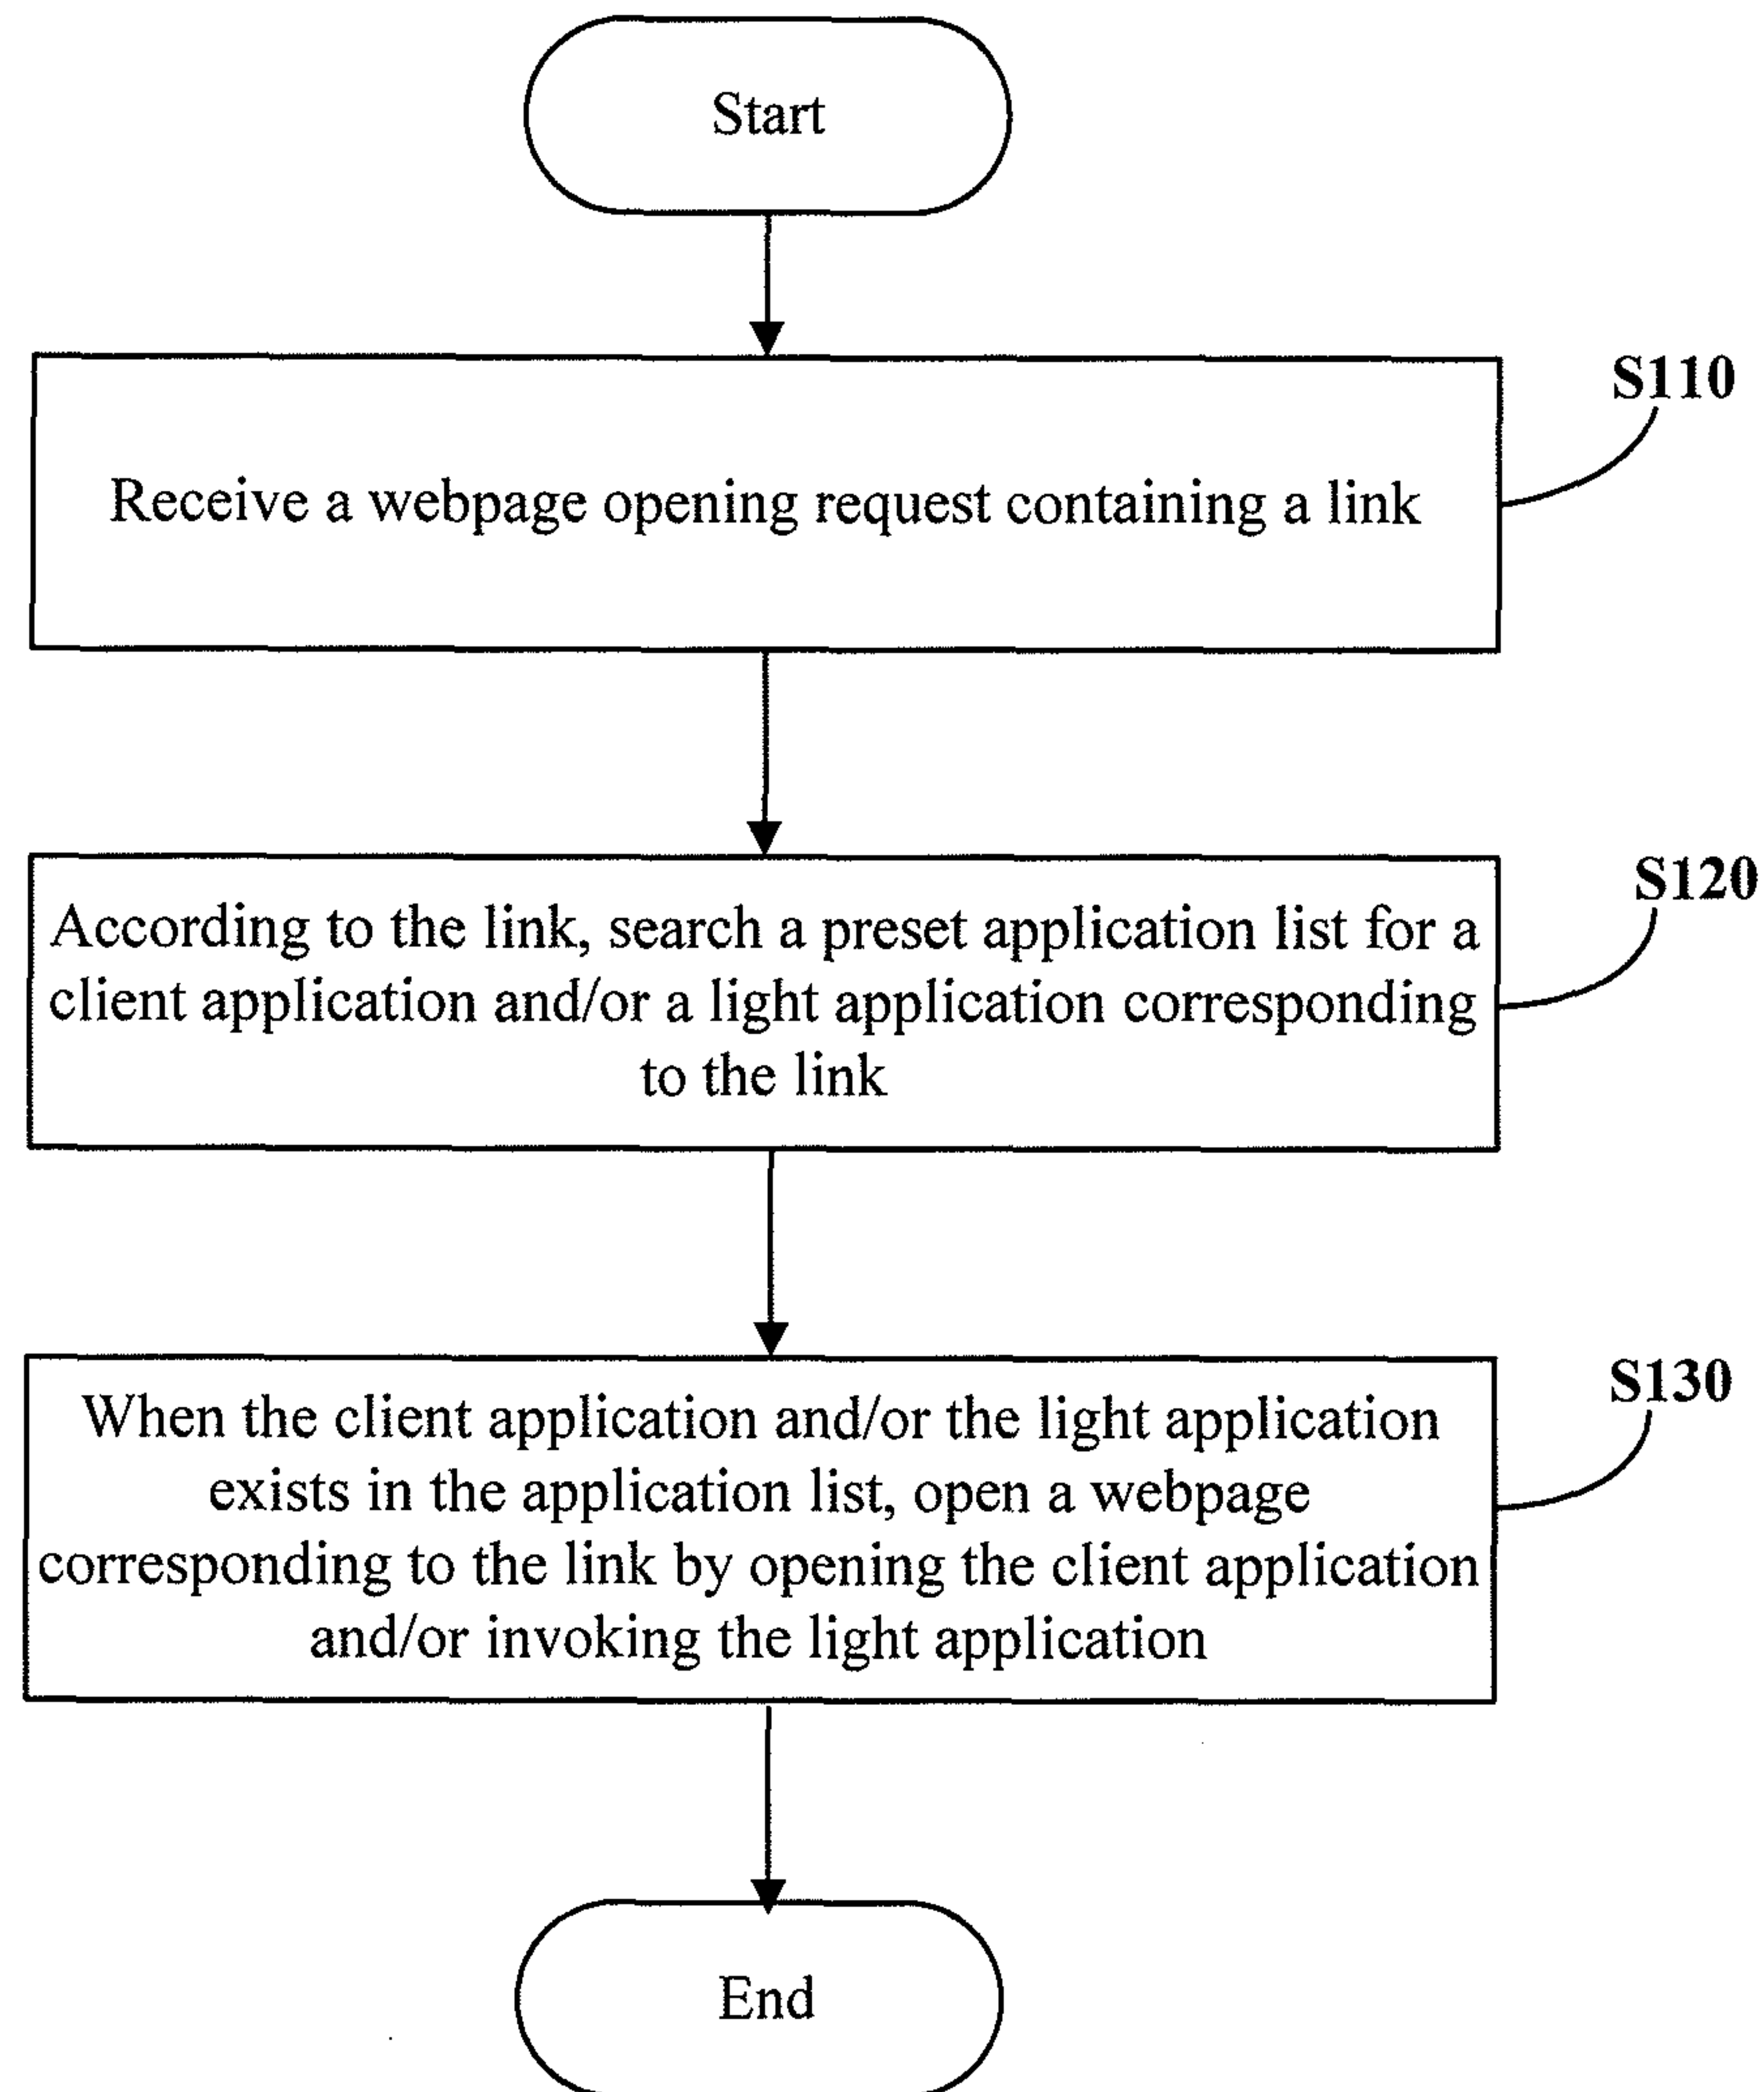 Start
S110
Receive a webpage opening request containing a link
S120
According to the link, search a preset application list for a
client application and/or a light application corresponding
to the link
S130
When the client application and/or the light application
exists in the application list, open a webpage
corresponding to the link by opening the client application
and/or invoking the light application
End